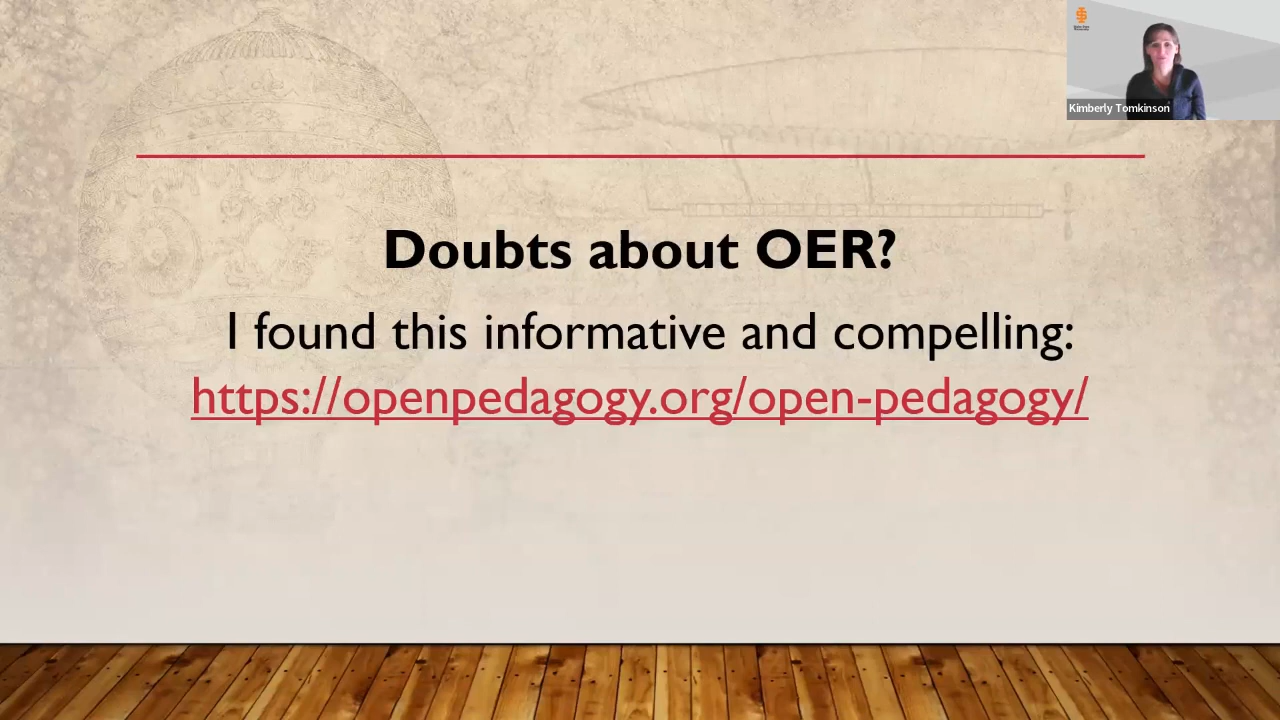 Kimberly Tomkinson
Doubts about OER?
I found this informative and compelling:
https://openpedagogy.org/open-pedagogy/